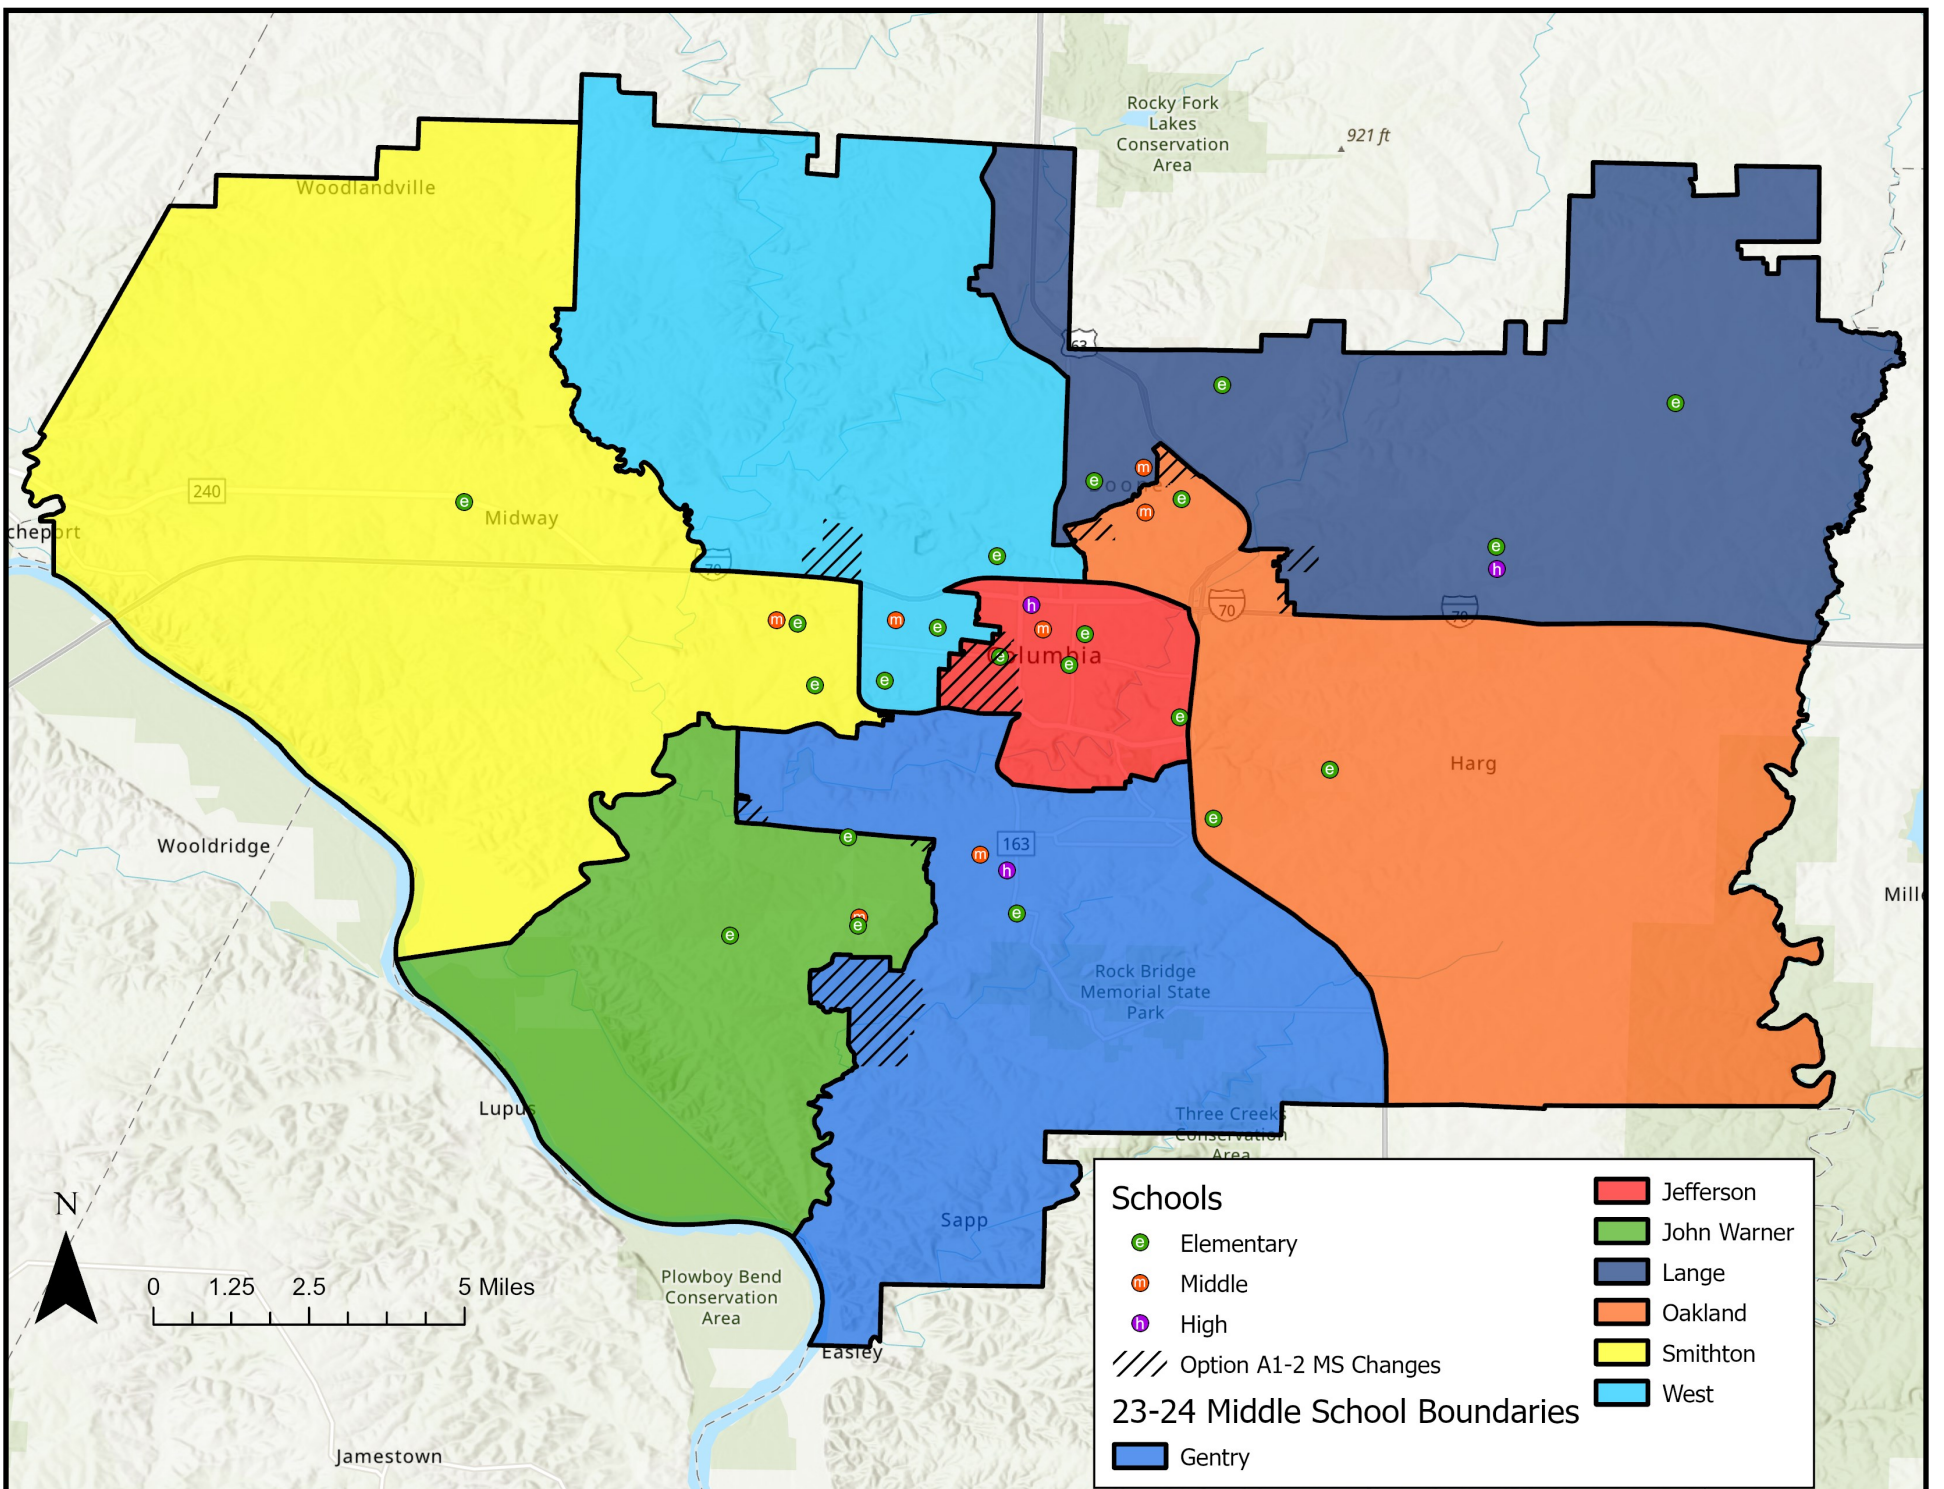 Rocky Fork
Lakes
Conservation
Area
921 ft
Woodlandville
63
240
Midway
cheport
70
70
70
Columbia
Harg
Wooldridge
163
Mille
Rock Bridge
Memorial State
Park
Lupus
Three Creeks
Conservation
Area
N
Sapp
0 1.25 2.5 5 Miles
Plowboy Bend
Conservation
Area
Easley
Jamestown
Schools
e Elementary
m Middle
h High
Option A1-2 MS Changes
23-24 Middle School Boundaries
Gentry
Jefferson
John Warner
Lange
Oakland
Smithton
West